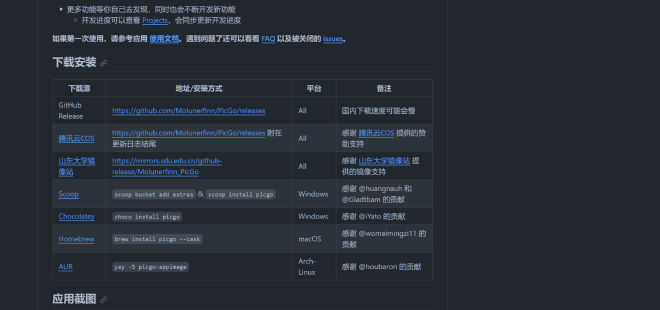 更多功能等你自己去发现，同时也会不断开发新功能
开发进度可以查看 Projects，会同步更新开发进度
如果第一次使用，请参考应用 使用文档。遇到问题了还可以看看 FAQ 以及被关闭的 issues。
下载安装
下载源 地址/安装方式 平台 备注
GitHub
Release
https://github.com/Molunerfinn/PicGo/releases All 国内下载速度可能会慢
腾讯云COS
https://github.com/Molunerfinn/PicGo/releases 附在
更新日志结尾
All
感谢 腾讯云COS 提供的赞
助支持
山东大学镜
像站
https://mirrors.sdu.edu.cn/github-
release/Molunerfinn_PicGo
All
感谢 山东大学镜像站 提
供的镜像支持
Scoop scoop bucket add extras & scoop install picgo Windows
感谢 @huangnauh 和
@Gladtbam 的贡献
Chocolatey choco install picgo Windows 感谢 @iYato 的贡献
Homebrew brew install picgo --cask macOS
感谢 @womeimingzi11 的
贡献
AUR yay -S picgo-appimage
Arch-
Linux
感谢 @houbaron 的贡献
应用截图